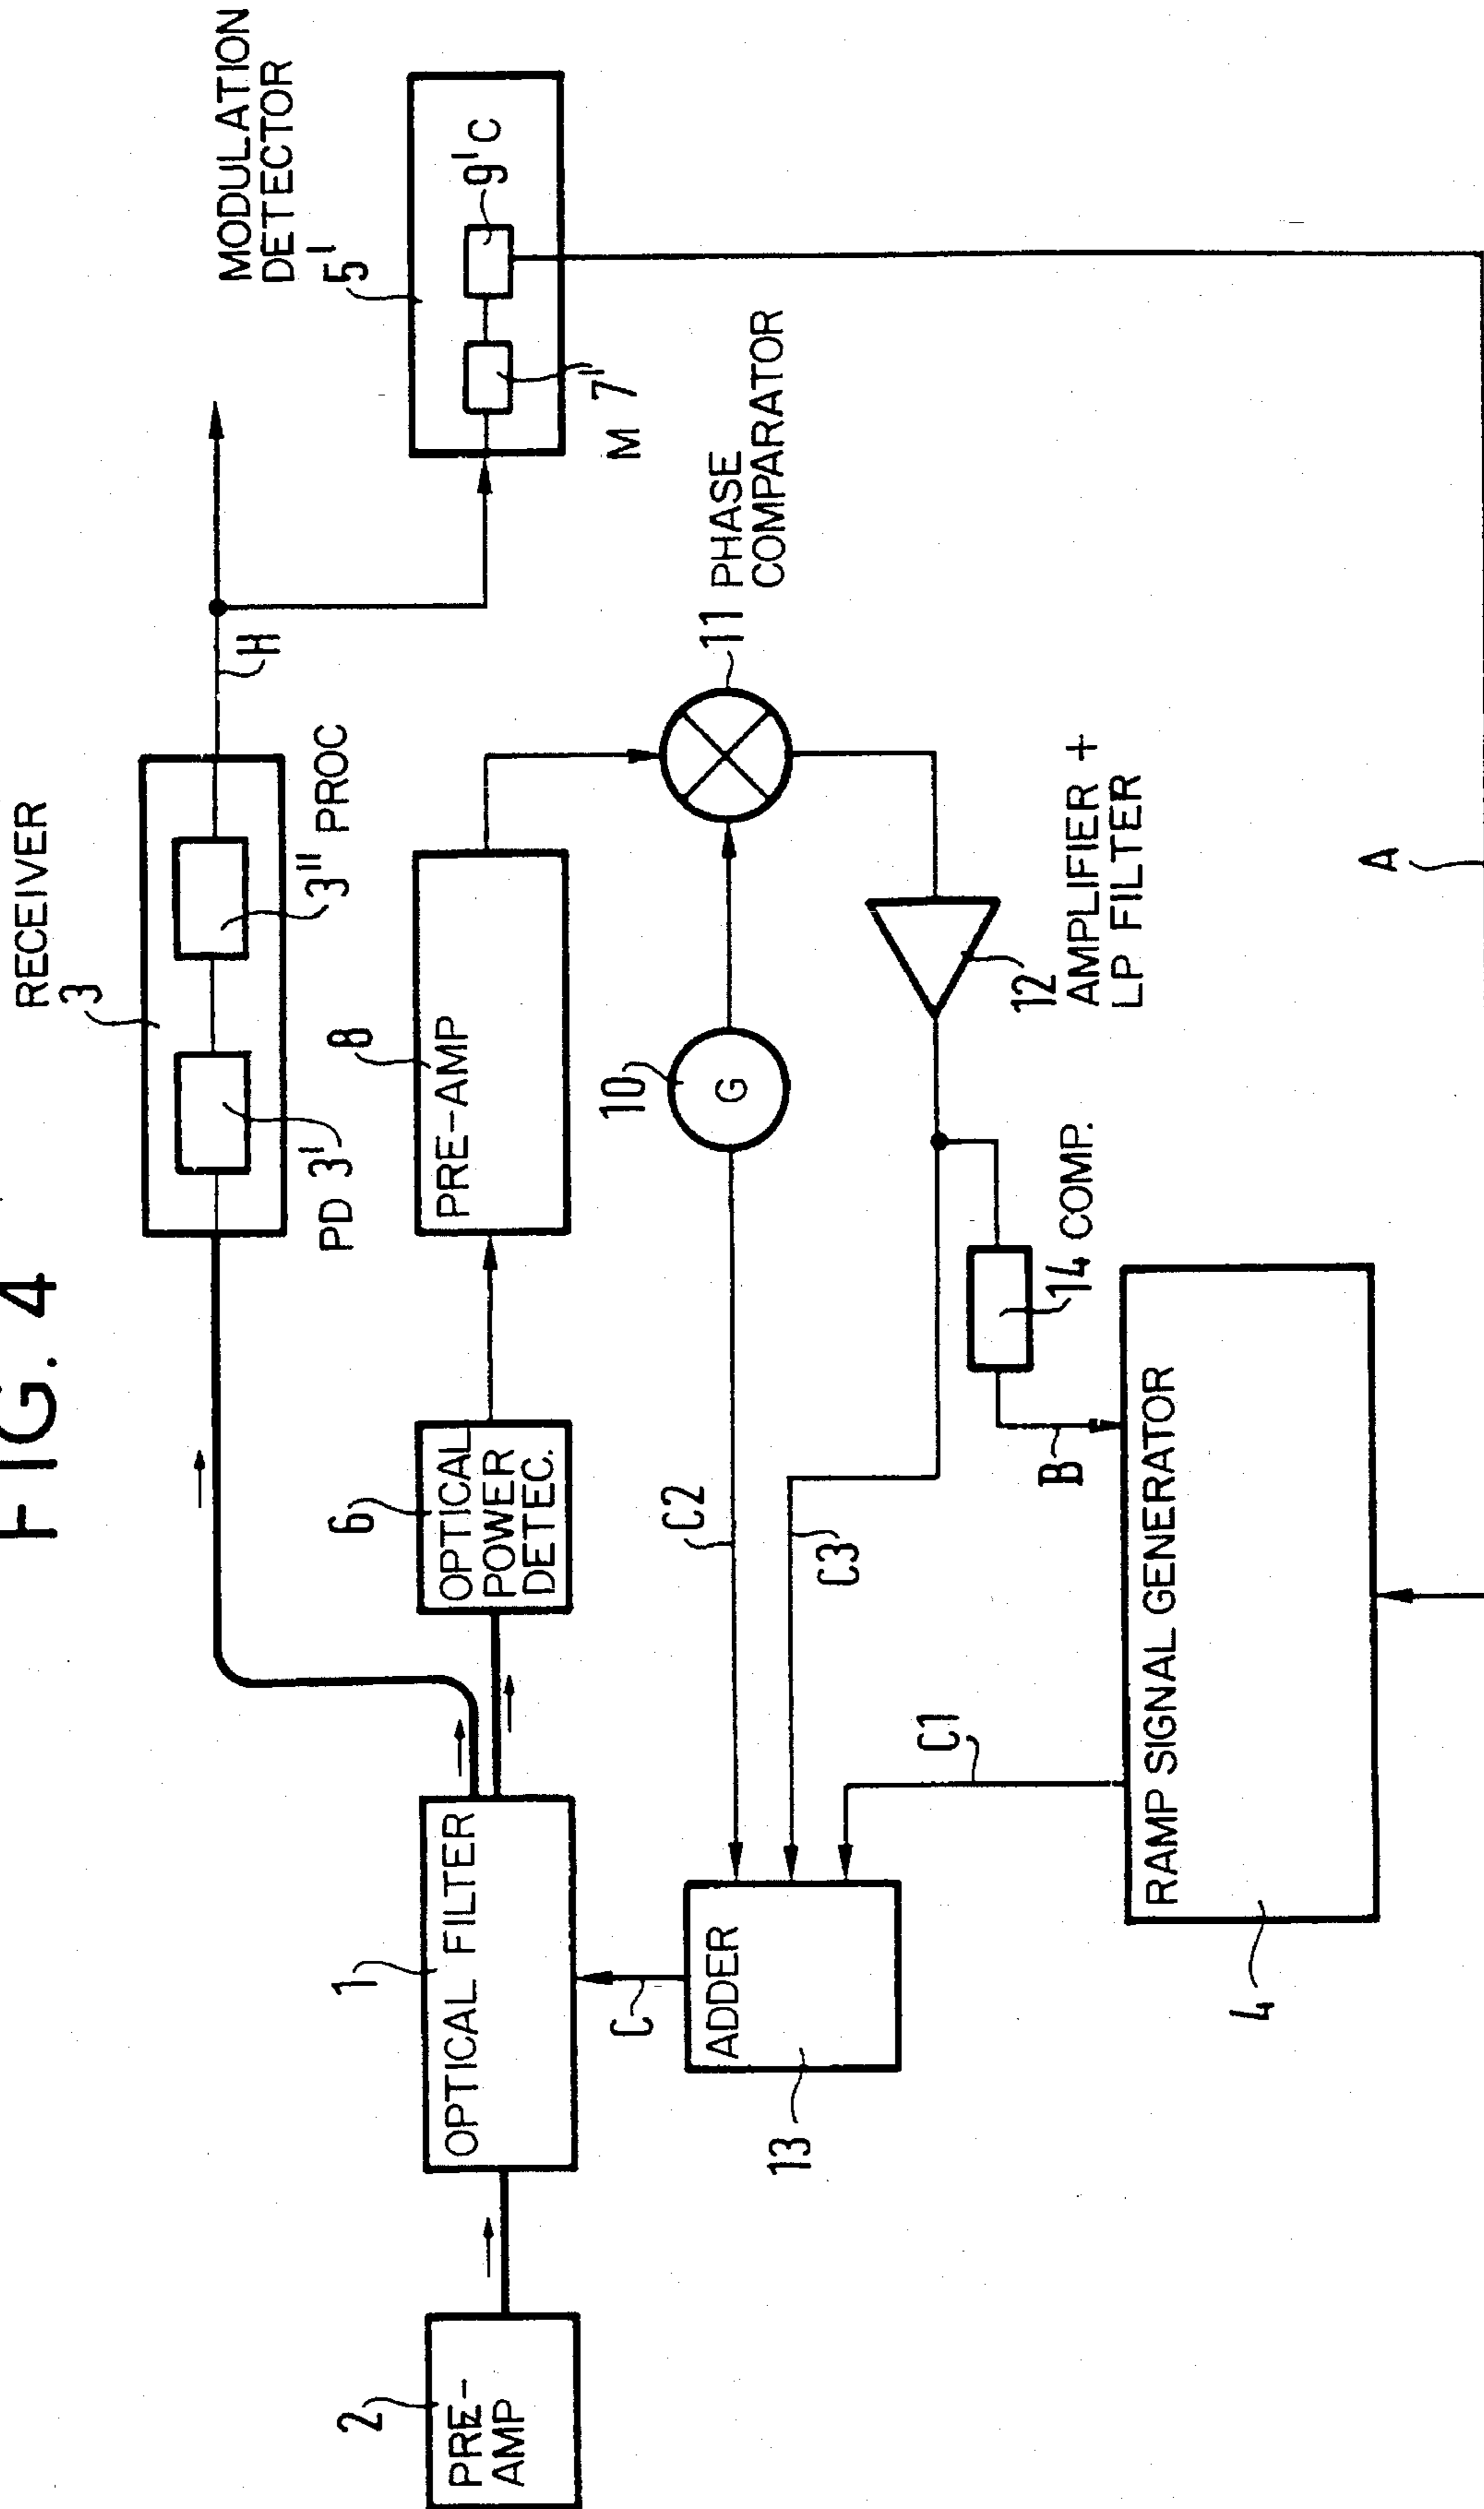 FIG. 4
RECEIVER
3
MODULATION
DETECTOR
5'
PD 3'
3" PROC
H
9' C
M 7'
2
PRE-
AMP
1
OPTICAL FILTER
6
OPTICAL
POWER
DETEC.
8
PRE-AMP
10
G
11 PHASE
COMPARATOR
C
C2
C3
13
ADDER
12
AMPLIFIER +
LP FILTER
14 COMP.
B
C1
4
RAMP SIGNAL GENERATOR
A